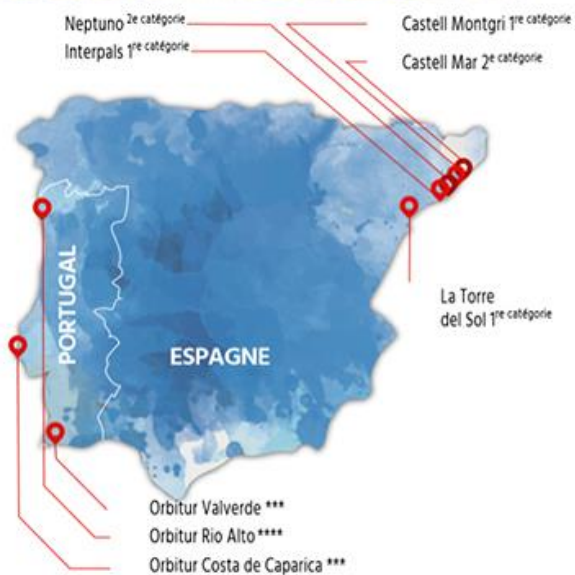 Neptuno 2e catégorie
Castell Montgri 1re catégorie
Interpals 1re catégorie
Castell Mar 2e catégorie
La Torre
del Sol 1re catégorie
PORTUGAL
ESPAGNE
Orbitur Valverde ***
Orbitur Rio Alto ****
Orbitur Costa de Caparica ***